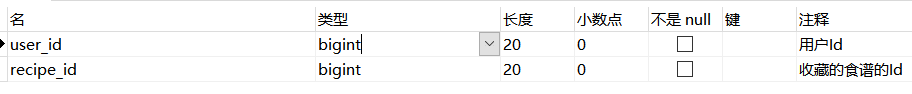 名 类型 长度 小数点 不是 null 键 注释
user_id bigint 20 0 用户Id
recipe_id bigint 20 0 收藏的食谱的Id